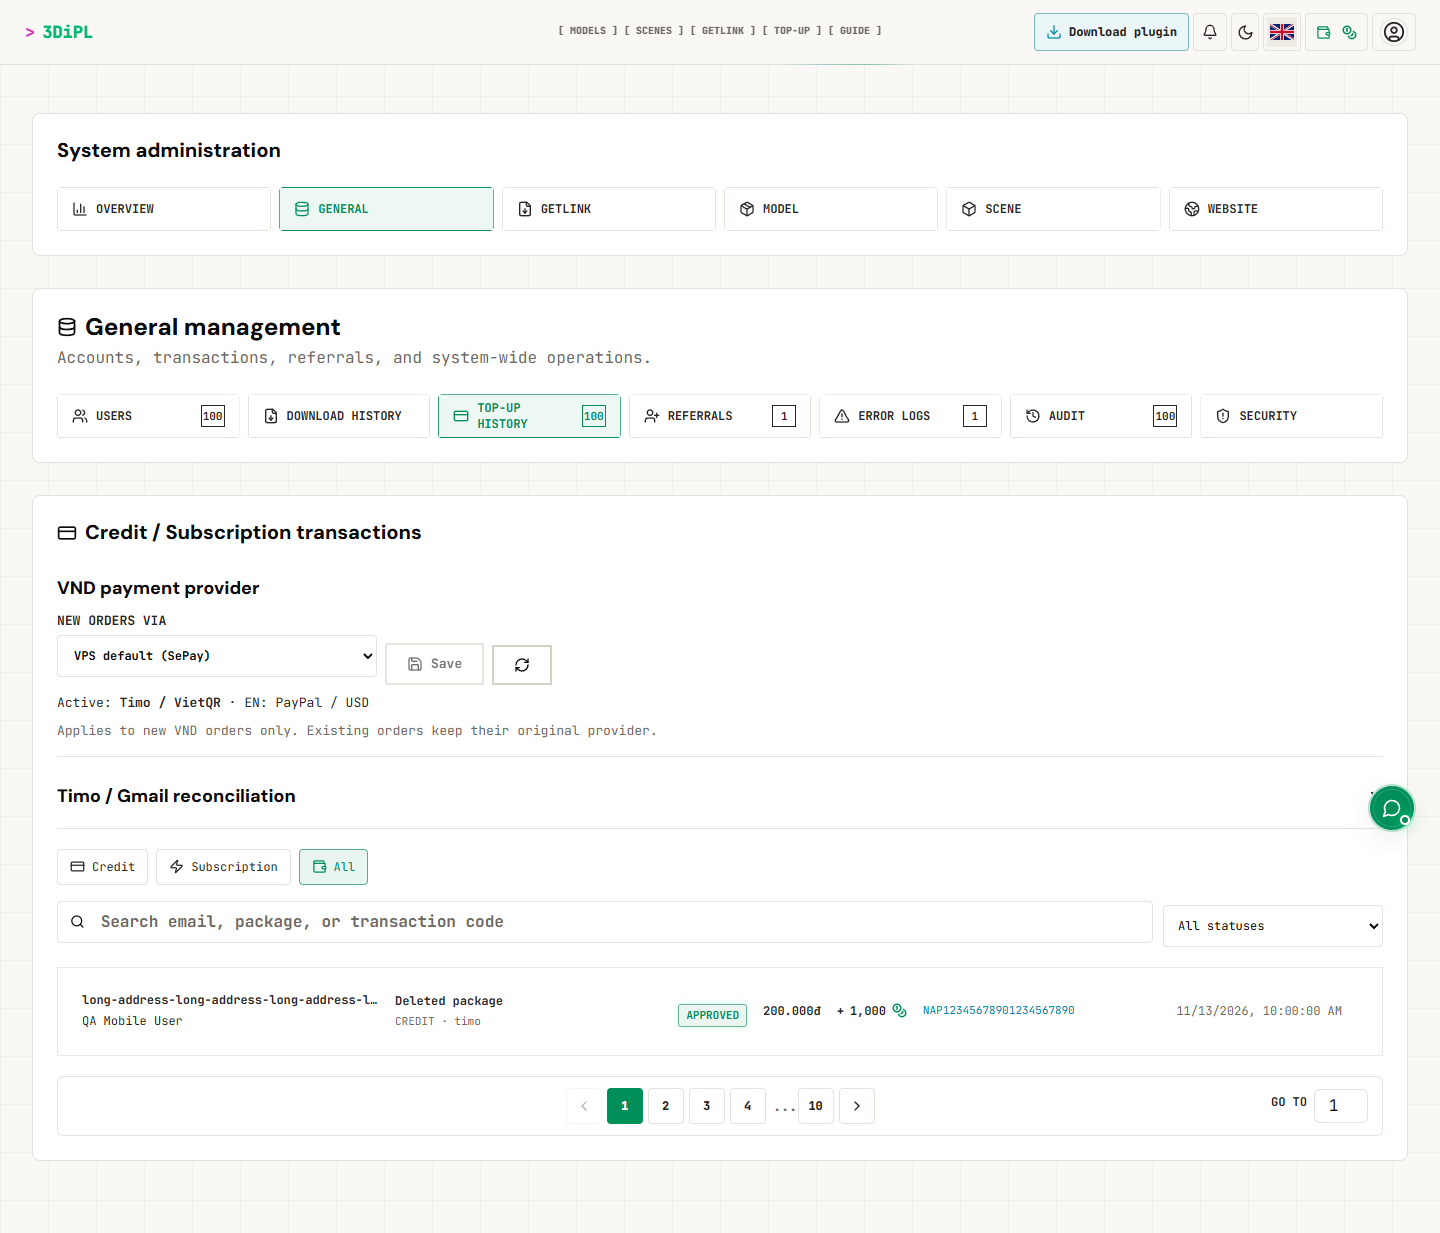 > 3DiPL
[ MODELS ] [ SCENES ] [ GETLINK ] [ TOP-UP ] [ GUIDE ]
Download plugin
System administration
OVERVIEW
GENERAL
GETLINK
MODEL
SCENE
WEBSITE
General management
Accounts, transactions, referrals, and system-wide operations.
USERS 100
DOWNLOAD HISTORY
TOP-UP HISTORY 100
REFERRALS 1
ERROR LOGS 1
AUDIT 100
SECURITY
Credit / Subscription transactions
VND payment provider
NEW ORDERS VIA
VPS default (SePay)
Save
Active: Timo / VietQR · EN: PayPal / USD
Applies to new VND orders only. Existing orders keep their original provider.
Timo / Gmail reconciliation
Credit
Subscription
All
Search email, package, or transaction code
All statuses
long-address-long-address-long-address-l…
QA Mobile User
Deleted package
CREDIT · timo
APPROVED
200.000đ
+ 1,000
NAP12345678901234567890
11/13/2026, 10:00:00 AM
1 2 3 4 ... 10
GO TO 1